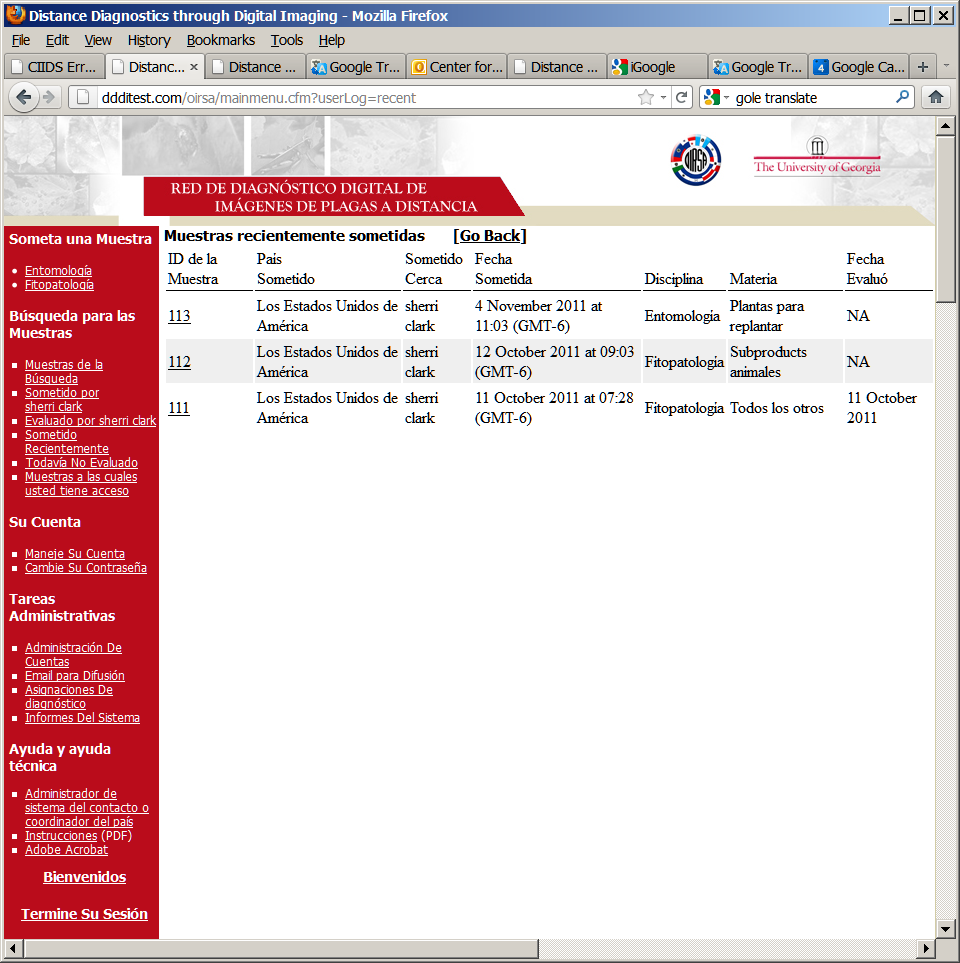 Distance Diagnostics through Digital Imaging - Mozilla Firefox
File Edit View History Bookmarks Tools Help
CIIDS Err... Distanc... × Distance ... Google Tr... Center for... Distance ... iGoogle Google Tr... 4 Google Ca... +
ddditest.com/oirsa/mainmenu.cfm?userLog=recent gole translate
OIRSA
The University of Georgia
RED DE DIAGNÓSTICO DIGITAL DE
IMÁGENES DE PLAGAS A DISTANCIA
Someta una Muestra
Entomología
Fitopatología
Búsqueda para las
Muestras
Muestras de la
Búsqueda
Sometido por
sherri clark
Evaluado por sherri clark
Sometido
Recientemente
Todavía No Evaluado
Muestras a las cuales
usted tiene acceso
Su Cuenta
Maneje Su Cuenta
Cambie Su Contraseña
Tareas
Administrativas
Administración De
Cuentas
Email para Difusión
Asignaciones De
diagnóstico
Informes Del Sistema
Ayuda y ayuda
técnica
Administrador de
sistema del contacto o
coordinador del país
Instrucciones (PDF)
Adobe Acrobat
Bienvenidos
Termine Su Sesión
Muestras recientemente sometidas [Go Back]
ID de la País Sometido Fecha Fecha
Muestra Sometido Cerca Sometida Disciplina Materia Evaluó
Los Estados Unidos de sherri 4 November 2011 at Plantas para
113 América clark 11:03 (GMT-6) Entomología replantar NA
Los Estados Unidos de sherri 12 October 2011 at 09:03 Subproducts
112 América clark (GMT-6) Fitopatología animales NA
Los Estados Unidos de sherri 11 October 2011 at 07:28 11 October
111 América clark (GMT-6) Fitopatología Todos los otros 2011